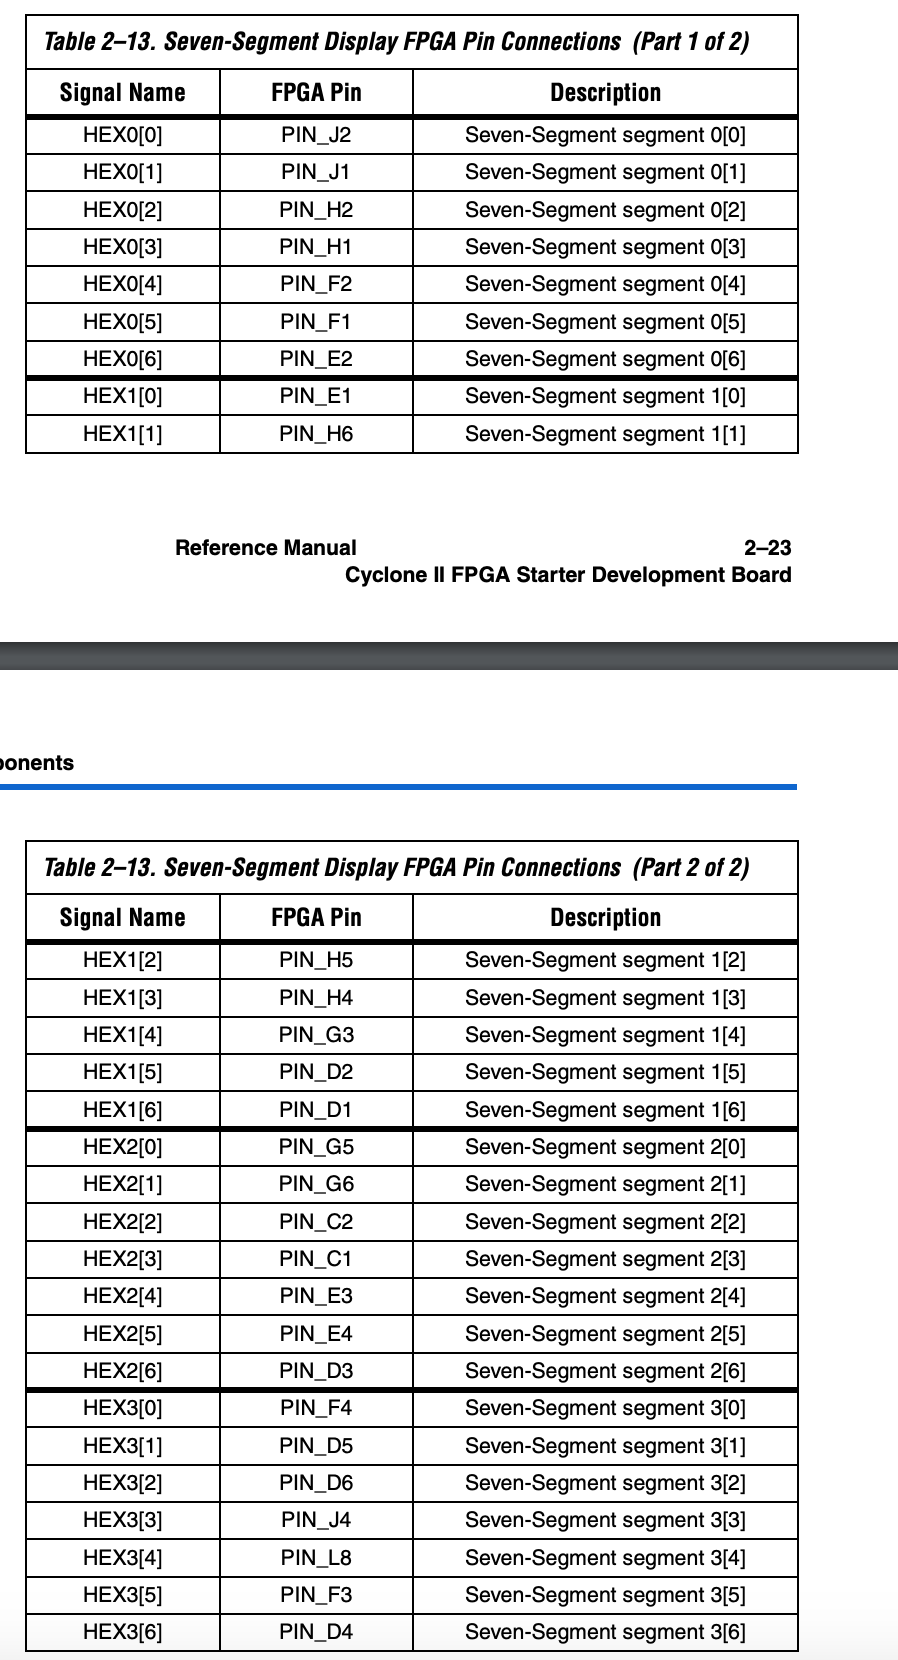 Table 2–13. Seven-Segment Display FPGA Pin Connections (Part 1 of 2)
Signal Name FPGA Pin Description
HEX0[0] PIN_J2 Seven-Segment segment 0[0]
HEX0[1] PIN_J1 Seven-Segment segment 0[1]
HEX0[2] PIN_H2 Seven-Segment segment 0[2]
HEX0[3] PIN_H1 Seven-Segment segment 0[3]
HEX0[4] PIN_F2 Seven-Segment segment 0[4]
HEX0[5] PIN_F1 Seven-Segment segment 0[5]
HEX0[6] PIN_E2 Seven-Segment segment 0[6]
HEX1[0] PIN_E1 Seven-Segment segment 1[0]
HEX1[1] PIN_H6 Seven-Segment segment 1[1]
Reference Manual 2–23
Cyclone II FPGA Starter Development Board
ponents
Table 2–13. Seven-Segment Display FPGA Pin Connections (Part 2 of 2)
Signal Name FPGA Pin Description
HEX1[2] PIN_H5 Seven-Segment segment 1[2]
HEX1[3] PIN_H4 Seven-Segment segment 1[3]
HEX1[4] PIN_G3 Seven-Segment segment 1[4]
HEX1[5] PIN_D2 Seven-Segment segment 1[5]
HEX1[6] PIN_D1 Seven-Segment segment 1[6]
HEX2[0] PIN_G5 Seven-Segment segment 2[0]
HEX2[1] PIN_G6 Seven-Segment segment 2[1]
HEX2[2] PIN_C2 Seven-Segment segment 2[2]
HEX2[3] PIN_C1 Seven-Segment segment 2[3]
HEX2[4] PIN_E3 Seven-Segment segment 2[4]
HEX2[5] PIN_E4 Seven-Segment segment 2[5]
HEX2[6] PIN_D3 Seven-Segment segment 2[6]
HEX3[0] PIN_F4 Seven-Segment segment 3[0]
HEX3[1] PIN_D5 Seven-Segment segment 3[1]
HEX3[2] PIN_D6 Seven-Segment segment 3[2]
HEX3[3] PIN_J4 Seven-Segment segment 3[3]
HEX3[4] PIN_L8 Seven-Segment segment 3[4]
HEX3[5] PIN_F3 Seven-Segment segment 3[5]
HEX3[6] PIN_D4 Seven-Segment segment 3[6]